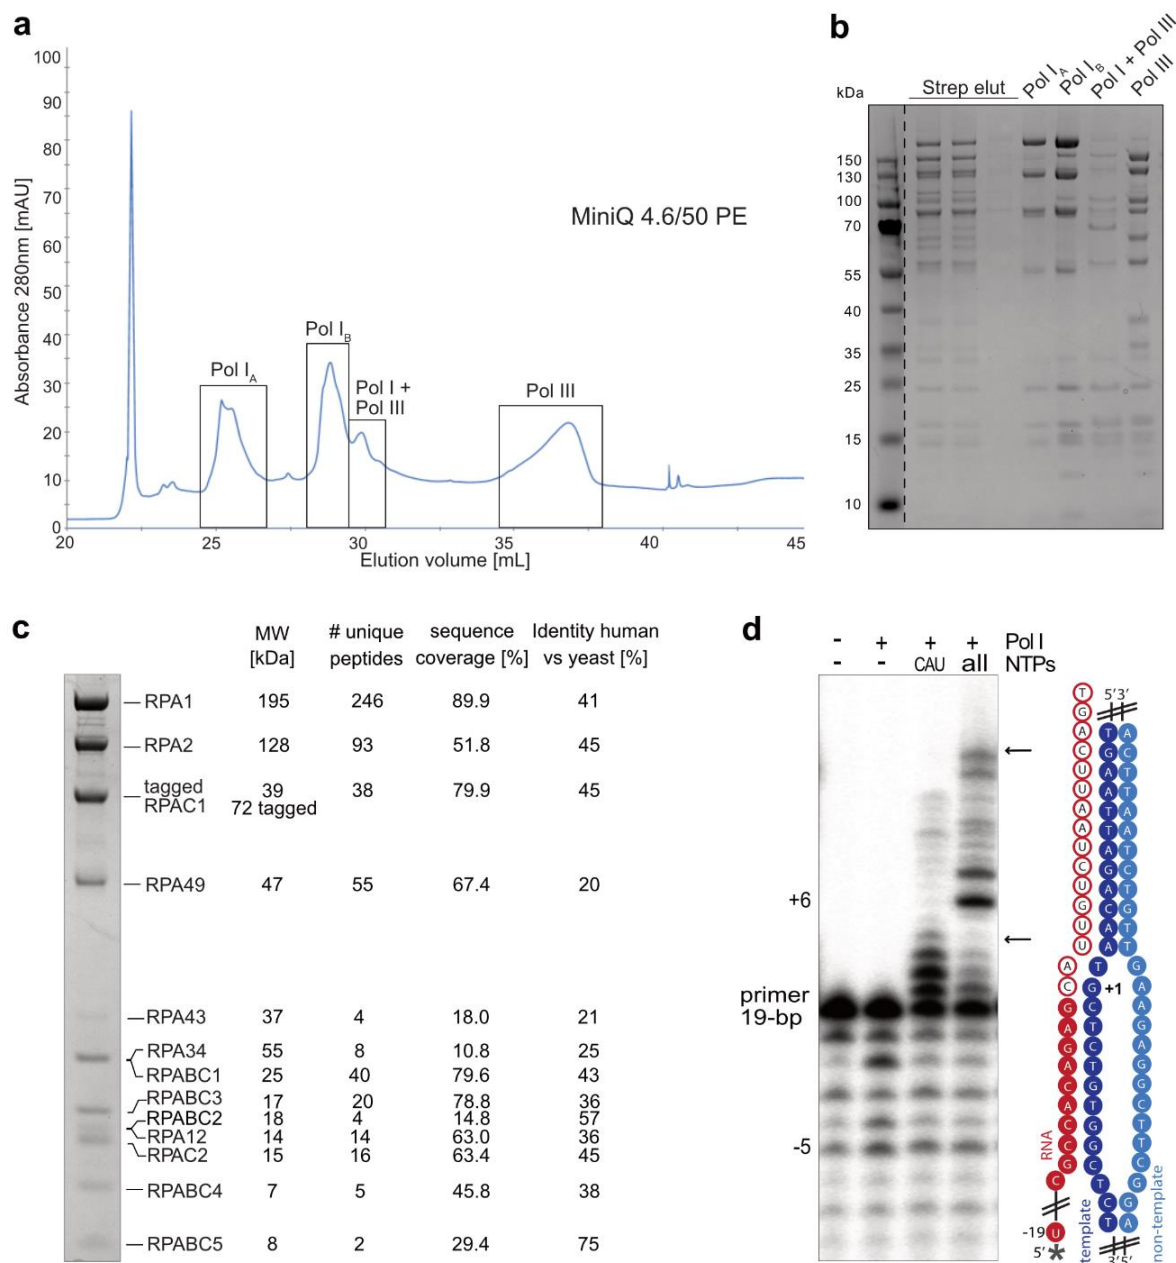 a
Absorbance 280nm [mAU]
100
90
80
70
60
50
40
30
20
10
0
20
25
30
35
40
45
Elution volume [mL]
MiniQ 4.6/50 PE
Pol I A
Pol I B
Pol I +
Pol III
Pol III
b
kDa
Strep elut
Pol I A
Pol I B
Pol I + Pol III
Pol III
150
130
100
70
55
40
35
25
15
10
c
MW # unique sequence Identity human
[kDa] peptides coverage [%] vs yeast [%]
RPA1 195 246 89.9 41
RPA2 128 93 51.8 45
tagged 39 38 79.9 45
RPAC1 72 tagged
RPA49 47 55 67.4 20
RPA43 37 4 18.0 21
RPA34 55 8 10.8 25
RPABC1 25 40 79.6 43
RPABC3 17 20 78.8 36
RPABC2 18 4 14.8 57
RPA12 14 14 63.0 36
RPAC2 15 16 63.4 45
RPABC4 7 5 45.8 38
RPABC5 8 2 29.4 75
d
- + + + Pol I
- - CAU all NTPs
+6
primer
19-bp
-5
5' 3'
T
G
A
C
U
U
A
A
U
C
U
G
U
U
A
C
G
A
G
A
C
A
C
C
G
C
-19 U
5' *
RNA
T
G
A
A
T
T
A
G
A
C
A
A
T
G +1
C
T
C
T
G
T
G
G
C
T
C
T
3' 5'
template
A
C
T
T
A
A
T
C
T
G
T
T
G
A
A
G
A
G
G
C
T
T
C
G
G
A
non-template